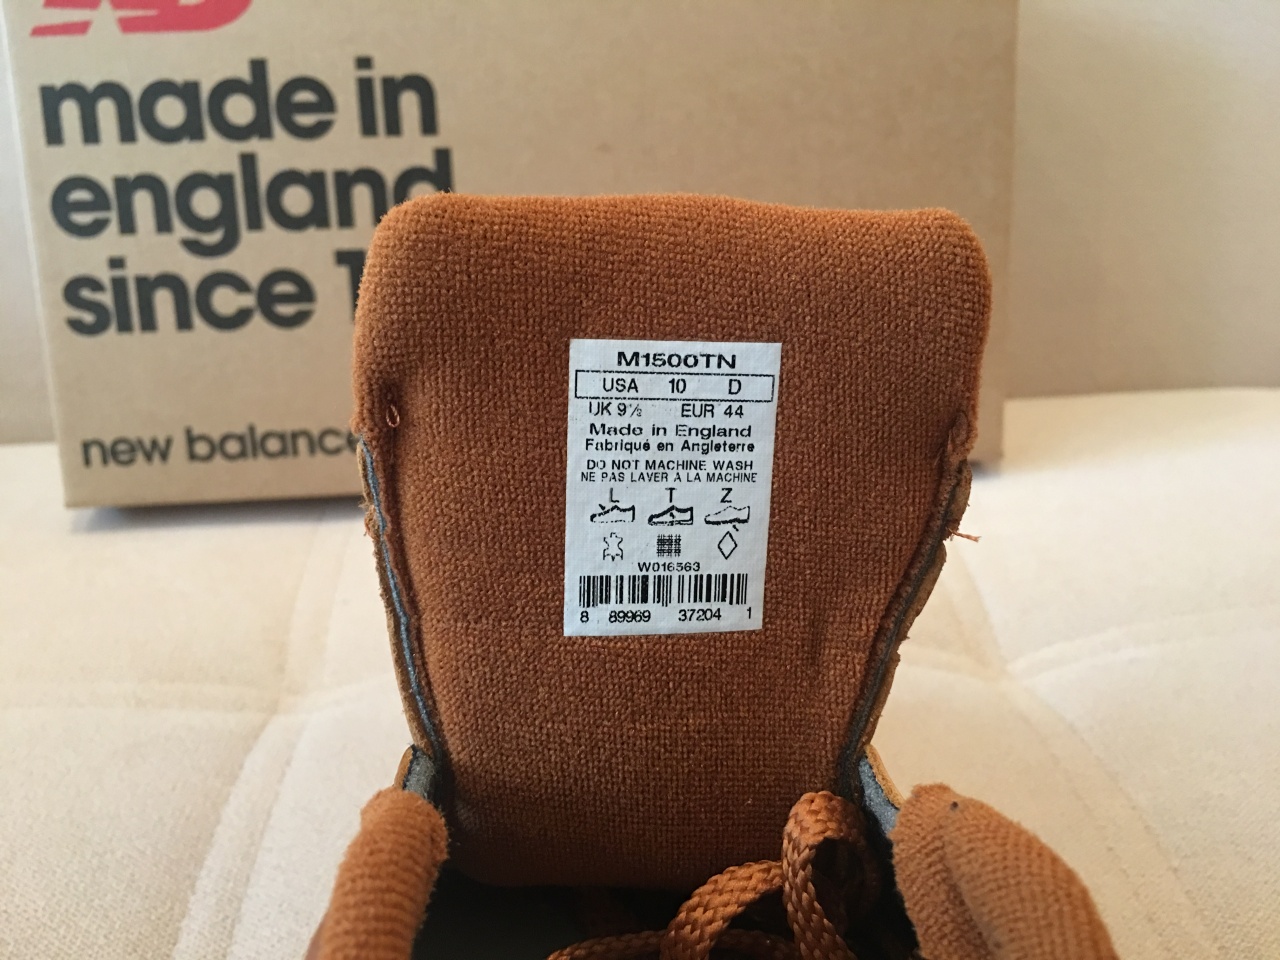 made in
england
since 1
new balance
M1500TN
USA 10 D
UK 9½ EUR 44
Made in England
Fabriqué en Angleterre
DO NOT MACHINE WASH
NE PAS LAVER A LA MACHINE
L T Z
W016563
8 89969 37204 1